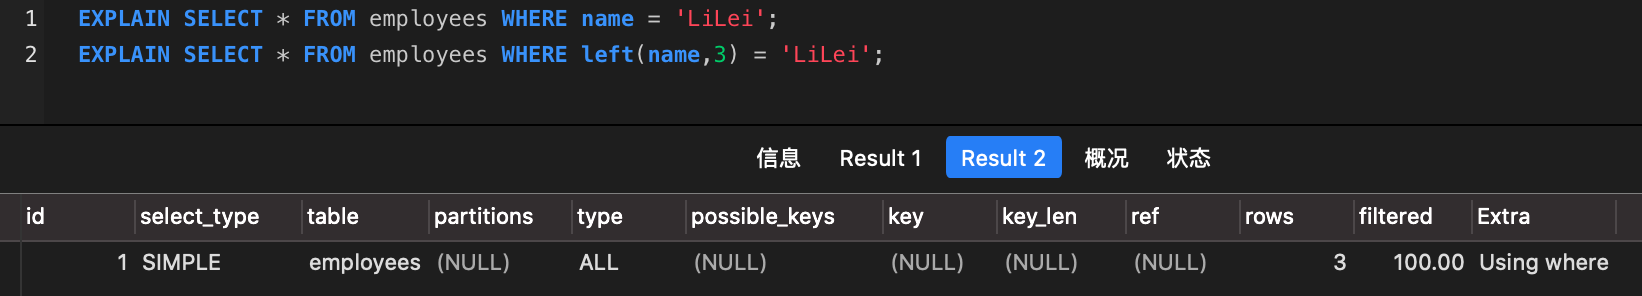 1 EXPLAIN SELECT * FROM employees WHERE name = 'LiLei';
2 EXPLAIN SELECT * FROM employees WHERE left(name,3) = 'LiLei';
信息 Result 1 Result 2 概况 状态
id select_type table partitions type possible_keys key key_len ref rows filtered Extra
1 SIMPLE employees (NULL) ALL (NULL) (NULL) (NULL) (NULL) 3 100.00 Using where